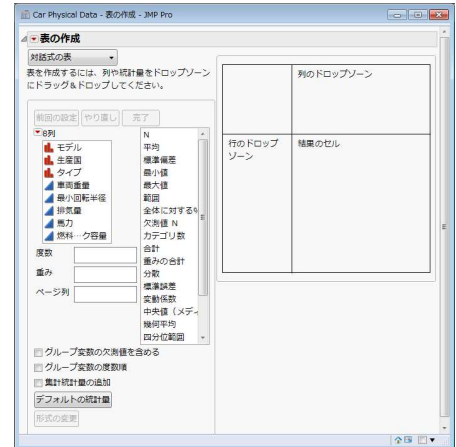 Car Physical Data - 表の作成 - JMP Pro
表の作成
対話式の表
表を作成するには、列や統計量をドロップゾーン
にドラッグ&ドロップしてください。
列のドロップゾーン
行のドロップ
ゾーン
結果のセル
前回の設定 やり直し 完了
8列
モデル
生産国
タイプ
車両重量
最小回転半径
排気量
馬力
燃料…ク容量
N
平均
標準偏差
最小値
最大値
範囲
全体に対する%
欠測値 N
カテゴリ数
合計
重みの合計
分散
標準誤差
変動係数
中央値(メディ
幾何平均
四分位範囲
度数
重み
ページ列
グループ変数の欠測値を含める
グループ変数の度数順
集計統計量の追加
デフォルトの統計量
形式の変更